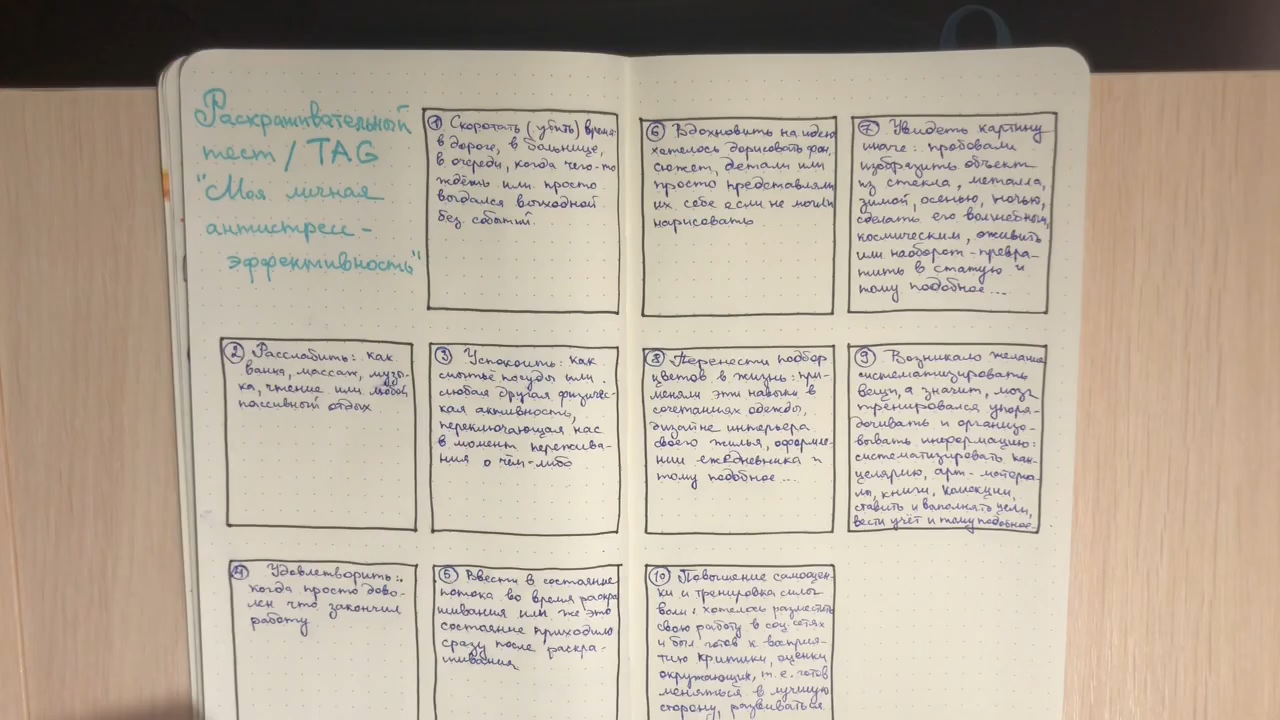 Раскрашивательный
тест / TAG
"Моя личная
антистресс-
эффективность"
1 Скоротать (убить) время:
в дороге, в больнице,
в очереди, когда чего-то
ждёшь или просто
выдался выходной
без событий.
2 Расслабить: как
ванна, массаж, музы-
ка, чтение или любой
пассивный отдых
3 Успокоить: как
мытьё посуды или
любая другая физичес-
кая активность,
переключающая нас
в момент пережива-
ния о чём-либо
4 Удовлетворить:
когда просто дово-
лен что закончил
работу
5 Ввести в состояние
потока во время раскра
шивания или же это
состояние приходило
сразу после раскра-
шивания
6 Вдохновить на идею
хотелось дорисовать фон,
сюжет, детали или
просто представляли
их себе если не могли
нарисовать
7 Увидеть картину
иначе: пробовали
изобразить объект
из стекла, металла,
зимой, осенью, ночью,
сделать его волшебным,
космическим, оживить
или наоборот - превра-
тить в статую и
тому подобное...
8 Перенести подбор
цветов в жизнь: при-
меняли эти навыки в
сочетаниях одежды,
дизайне интерьера
своего жилья, оформле-
нии ежедневника и
тому подобное...
9 Возникало желание
систематизировать
вещи, а значит, мозг
тренировался упоря-
дочивать и организо-
вывать информацию:
систематизировать кан-
целярию, арт-материа-
лы, книги, коллекции,
ставить и выполнять цели,
вести учёт и тому подобное-
10 Повышение самооцен-
ки и тренировка силы
воли: хотелось разместить
свою работу в соц. сетях
и был готов к восприя-
тию критики, оценки
окружающих, т.е. готов
меняться в лучшую
сторону, развиваться.